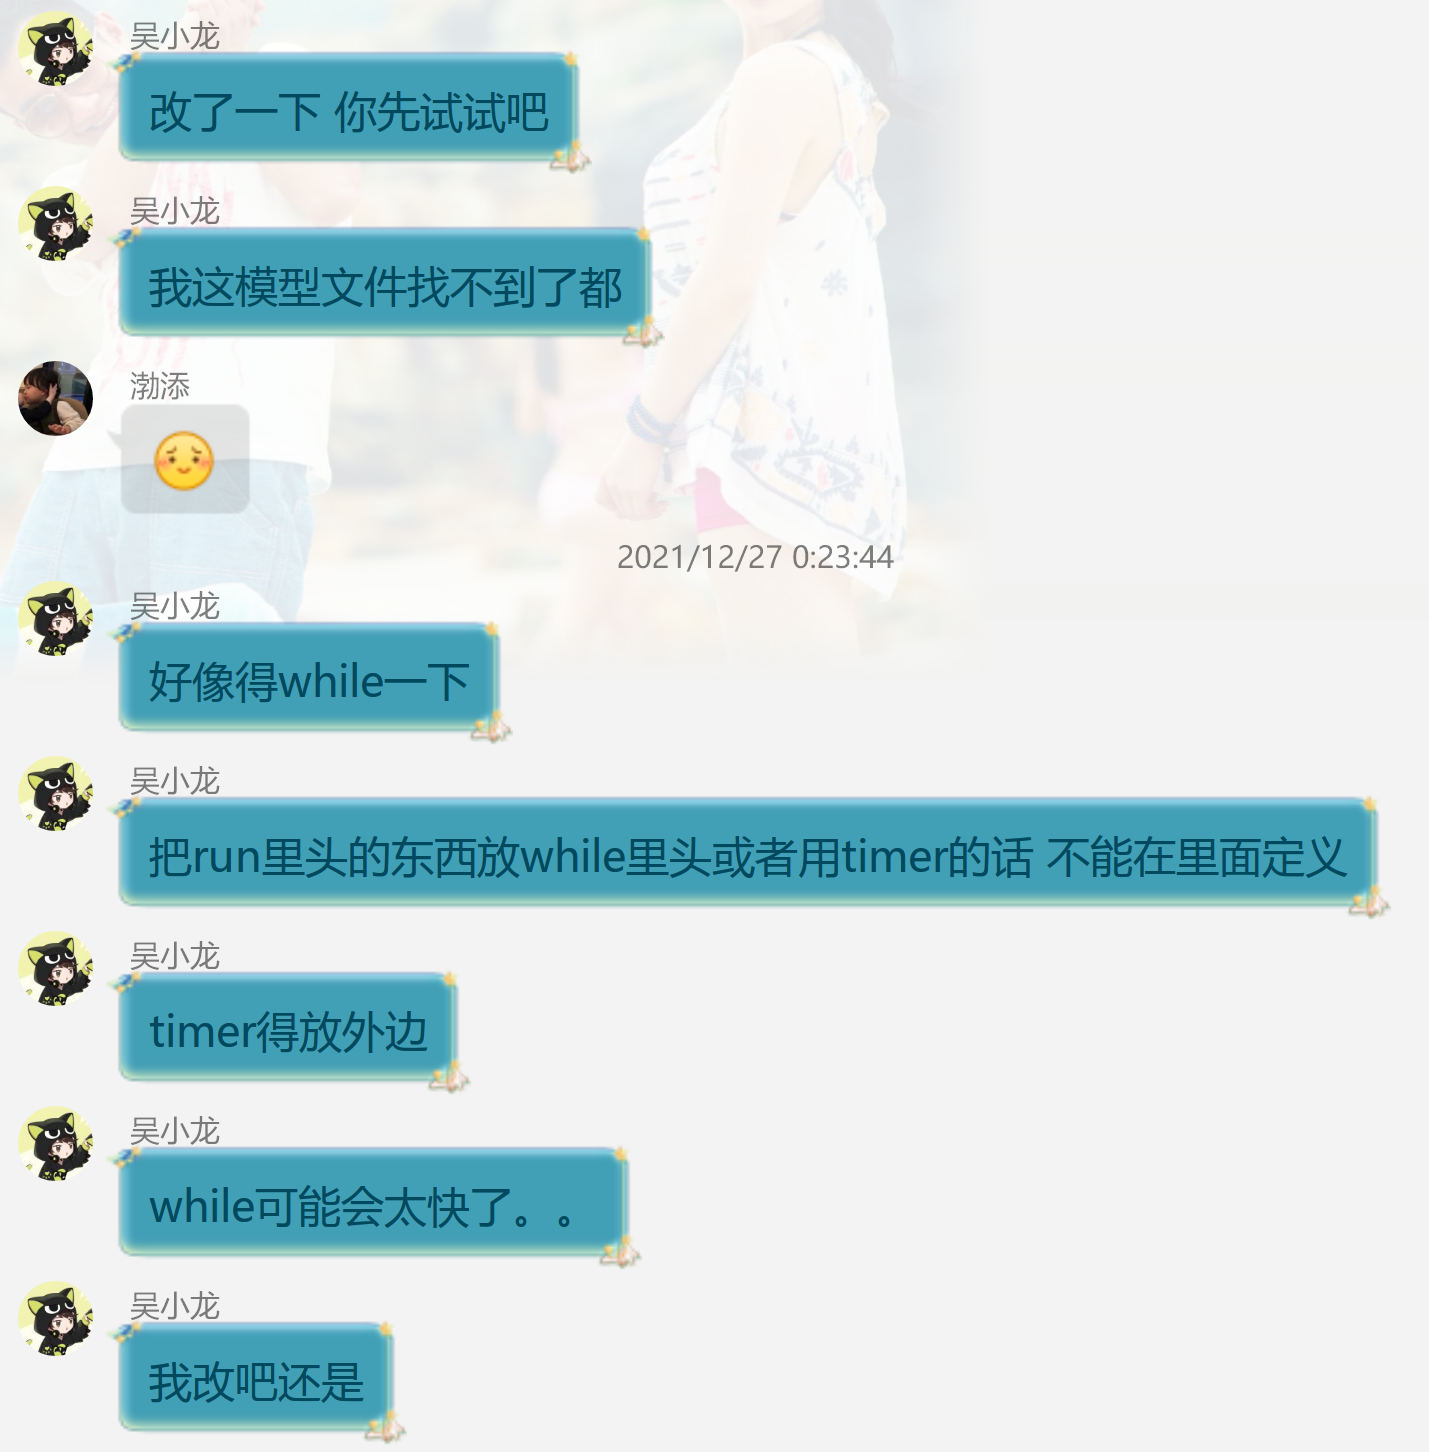 吴小龙
改了一下 你先试试吧
吴小龙
我这模型文件找不到了都
渤添
2021/12/27 0:23:44
吴小龙
好像得while一下
吴小龙
把run里头的东西放while里头或者用timer的话 不能在里面定义
吴小龙
timer得放外边
吴小龙
while可能会太快了。。
吴小龙
我改吧还是